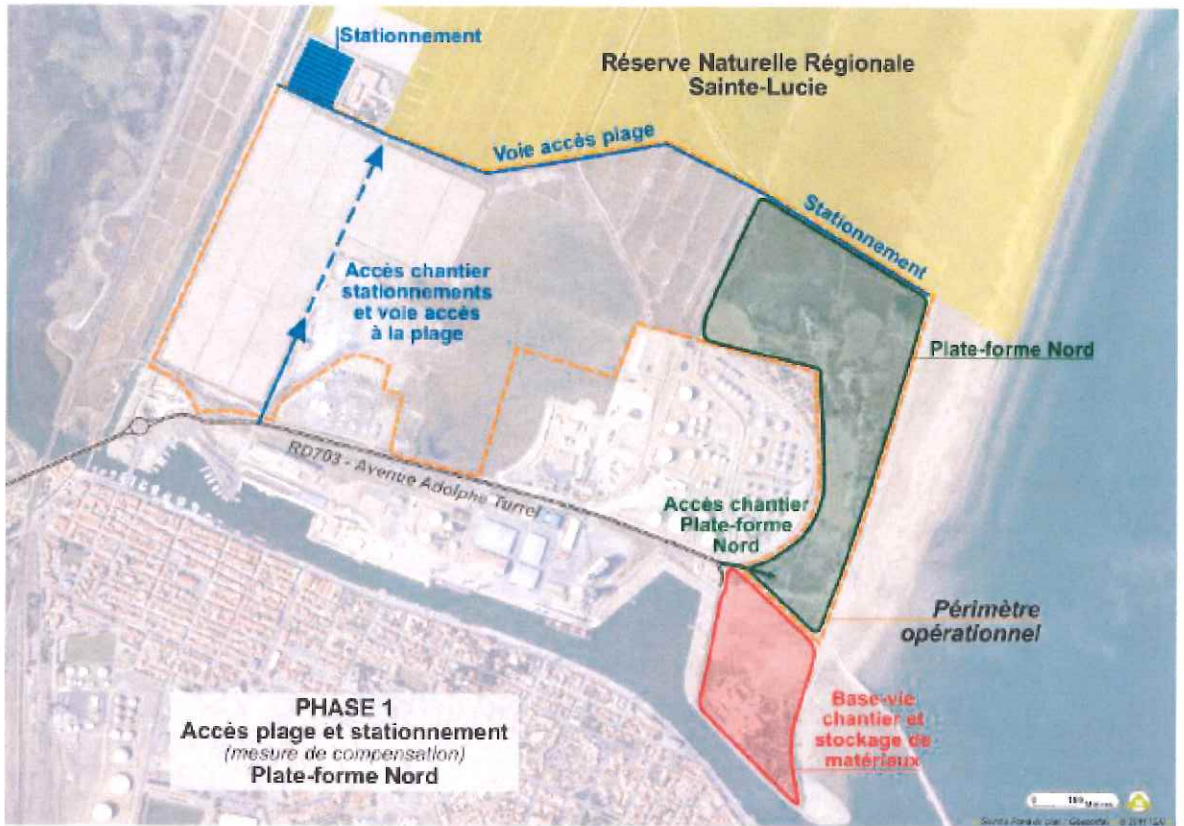 Stationnement
Réserve Naturelle Régionale
Sainte-Lucie
Voie accès plage
Stationnement
Accès chantier
stationnements
et voie accès
à la plage
Plate-forme Nord
RD703 - Avenue Adolphe Turrel
Accès chantier
Plate-forme
Nord
Périmètre
opérationnel
PHASE 1
Accès plage et stationnement
(mesure de compensation)
Plate-forme Nord
Base-vie
chantier et
stockage de
matériaux
0
Mètres